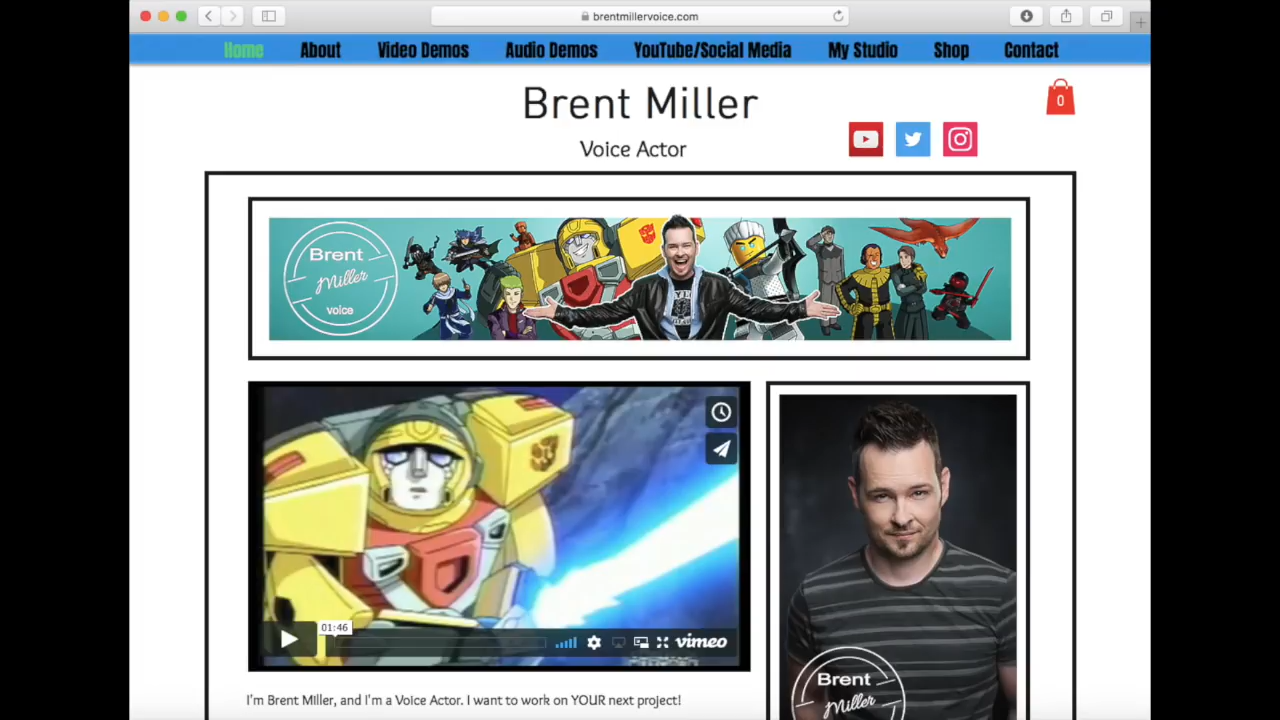 brentmillervoice.com
Home About Video Demos Audio Demos YouTube/Social Media My Studio Shop Contact
Brent Miller
0
Voice Actor
Brent
Miller
voice
01:46
vimeo
I'm Brent Miller, and I'm a Voice Actor. I want to work on YOUR next project!
Brent
Miller